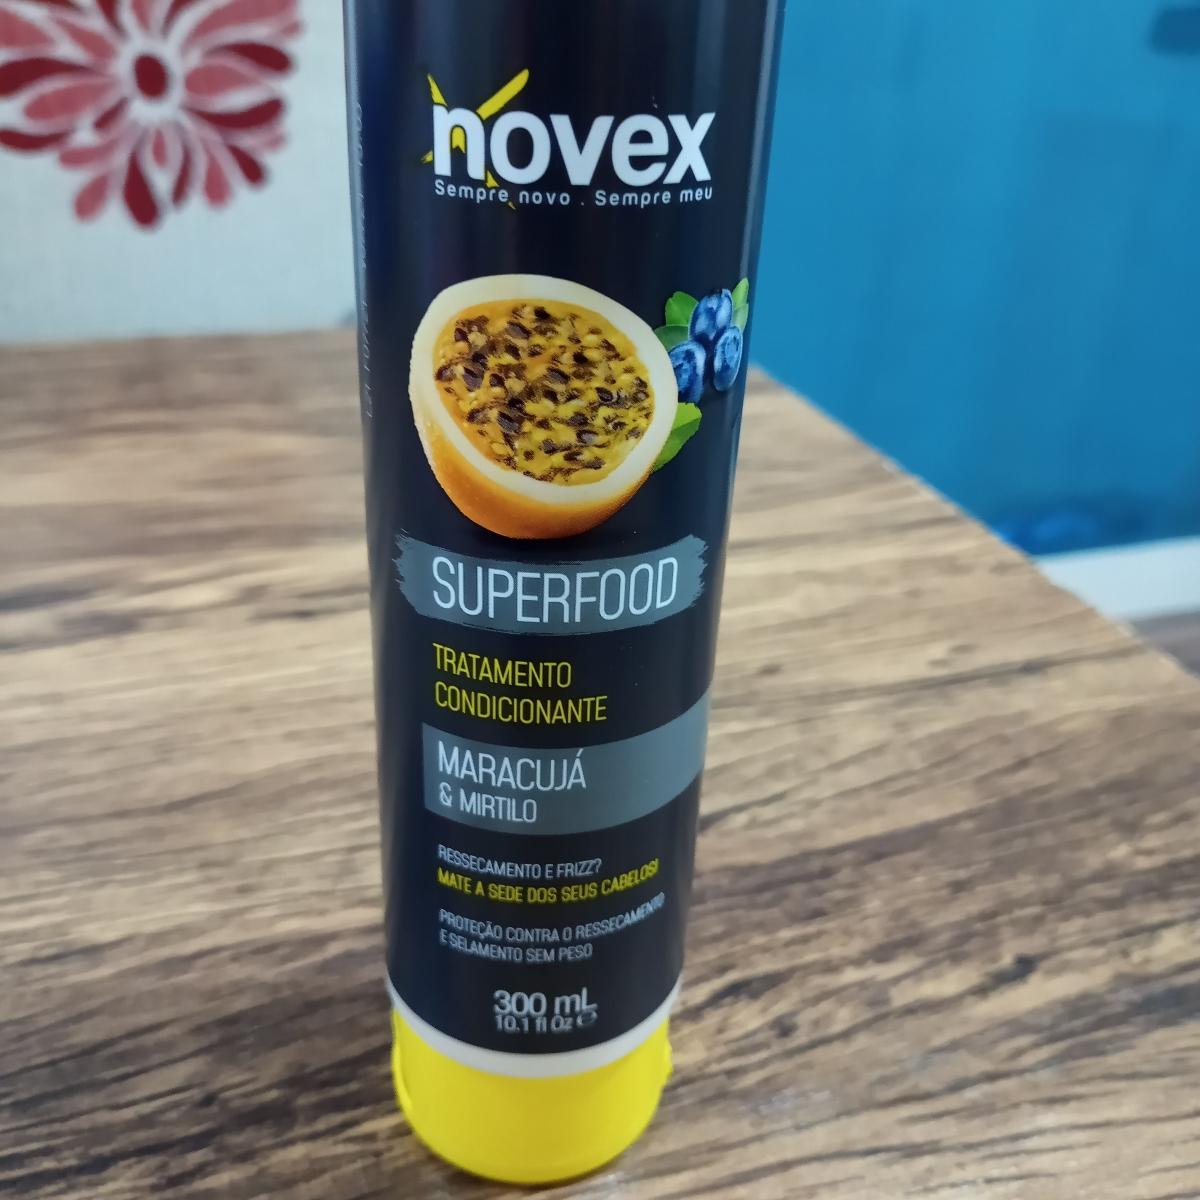 novex
Sempre novo . Sempre meu
SUPERFOOD
TRATAMENTO
CONDICIONANTE
MARACUJÁ
& MIRTILO
RESSECAMENTO E FRIZZ?
MATE A SEDE DOS SEUS CABELOS!
PROTEÇÃO CONTRA O RESSECAMENTO
E SELAMENTO SEM PESO
300 mL
10.1 fl Oz ℮